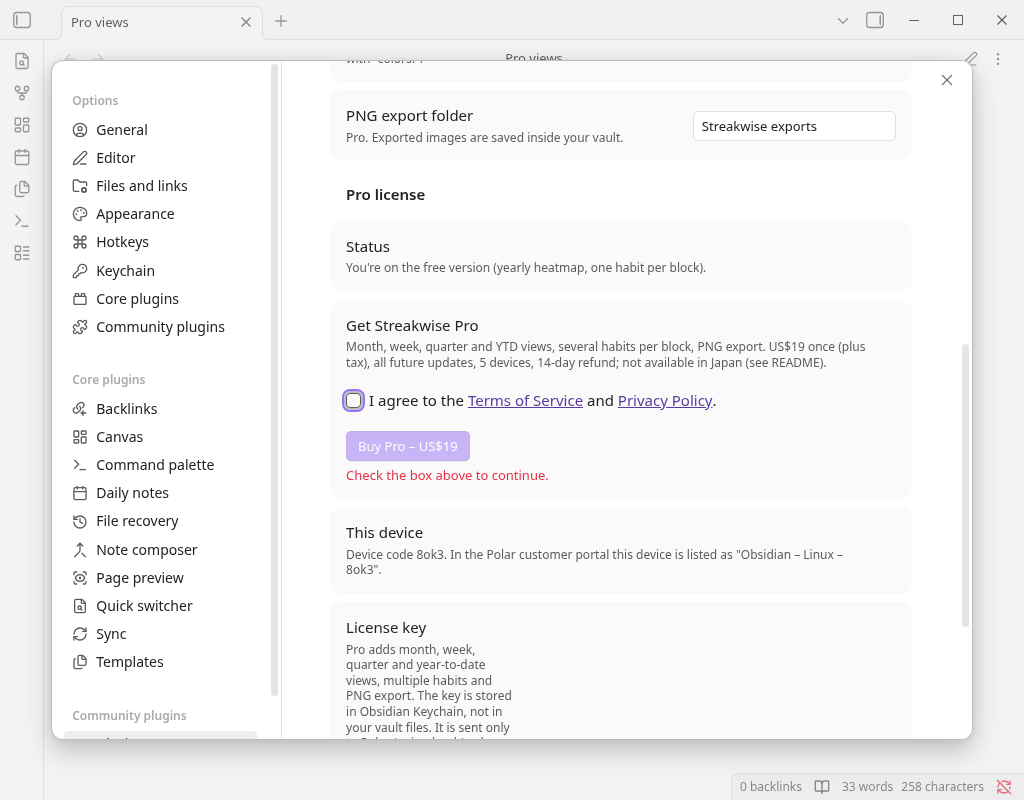 Pro views
Pro views
Options
General
Editor
Files and links
Appearance
Hotkeys
Keychain
Core plugins
Community plugins
Core plugins
Backlinks
Canvas
Command palette
Daily notes
File recovery
Note composer
Page preview
Quick switcher
Sync
Templates
Community plugins
PNG export folder
Pro. Exported images are saved inside your vault.
Streakwise exports
Pro license
Status
You're on the free version (yearly heatmap, one habit per block).
Get Streakwise Pro
Month, week, quarter and YTD views, several habits per block, PNG export. US$19 once (plus
tax), all future updates, 5 devices, 14-day refund; not available in Japan (see README).
I agree to the Terms of Service and Privacy Policy.
Buy Pro – US$19
Check the box above to continue.
This device
Device code 8ok3. In the Polar customer portal this device is listed as "Obsidian – Linux –
8ok3".
License key
Pro adds month, week,
quarter and year-to-date
views, multiple habits and
PNG export. The key is stored
in Obsidian Keychain, not in
your vault files. It is sent only
0 backlinks
33 words
258 characters